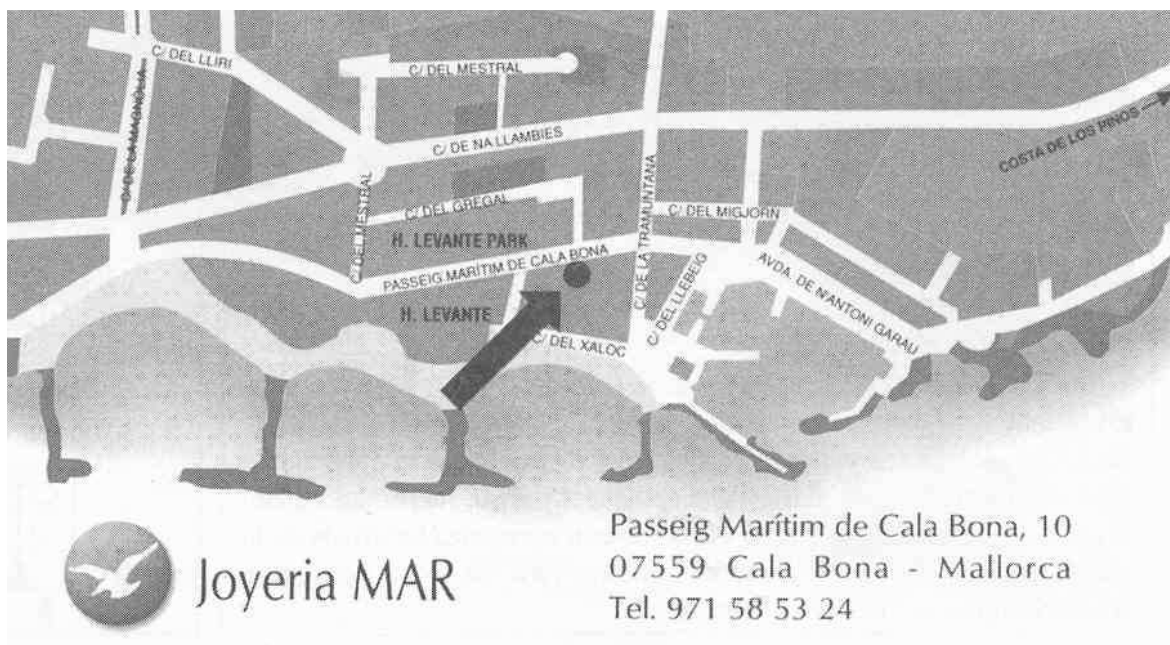 C/ DEL LLIRI
C/ DEL MESTRAL
C/ DE LA MAGNOLIA
C/ DE NA LLAMBIES
COSTA DE LOS PINOS
C/ DEL MESTRAL
C/ DEL GREGAL
C/ DE LA TRAMUNTANA
C/ DEL MIGJORN
H. LEVANTE PARK
PASSEIG MARÍTIM DE CALA BONA
C/ DEL LLEBEIG
AVDA. DE N'ANTONI GARAU
H. LEVANTE
C/ DEL XALOC
Joyeria MAR
Passeig Marítim de Cala Bona, 10
07559 Cala Bona - Mallorca
Tel. 971 58 53 24